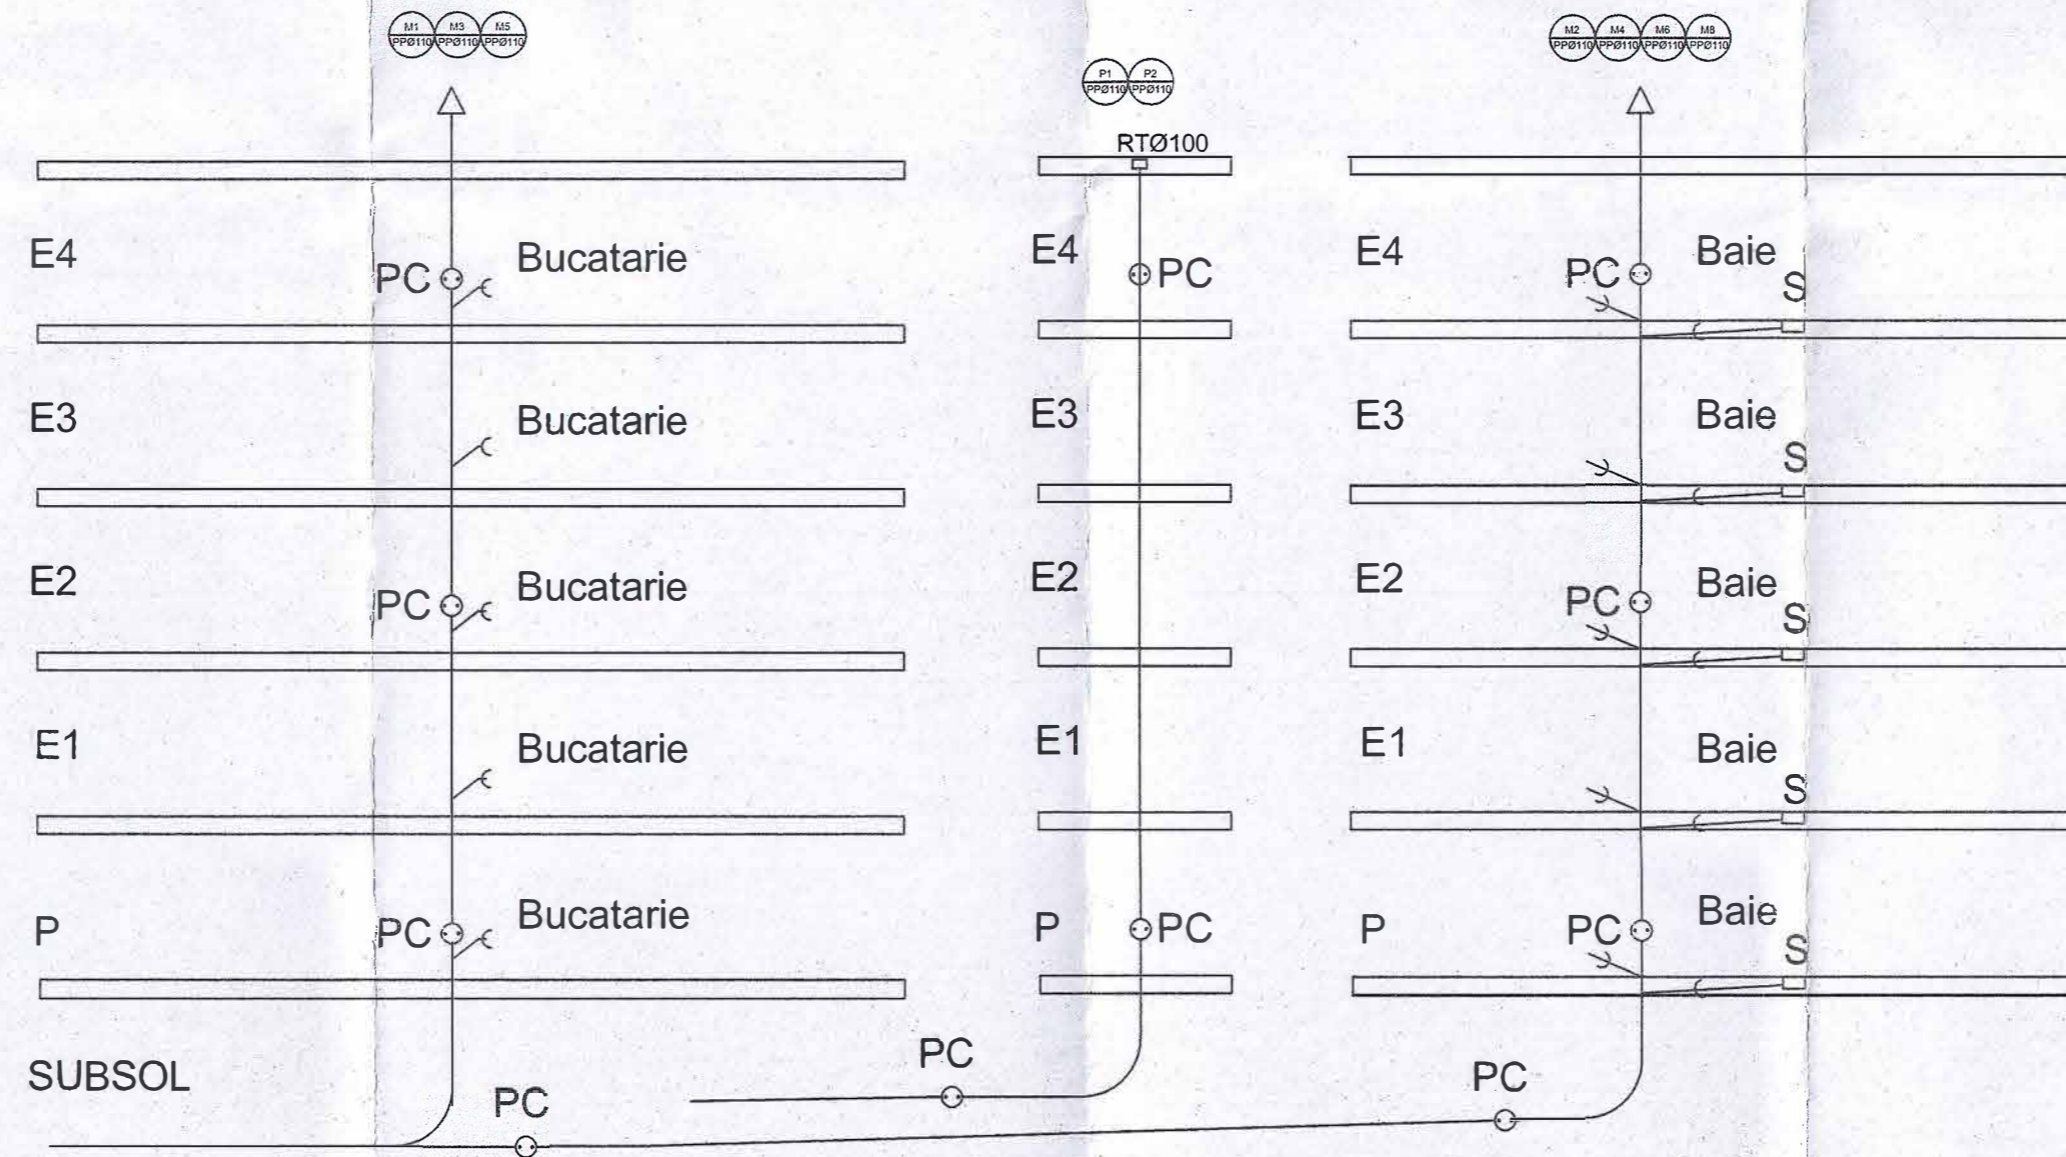 M1 M3 M5
PPØ110 PPØ110 PPØ110
P1 P2
PPØ110 PPØ110
M2 M4 M6 M8
PPØ110 PPØ110 PPØ110 PPØ110
RTØ100
E4 PC Bucatarie
E3 Bucatarie
E2 PC Bucatarie
E1 Bucatarie
P PC Bucatarie
SUBSOL
PC
E4 PC
E3
E2
E1
P PC
PC
E4 PC Baie S
E3 Baie S
E2 PC Baie S
E1 Baie S
P PC Baie S
PC